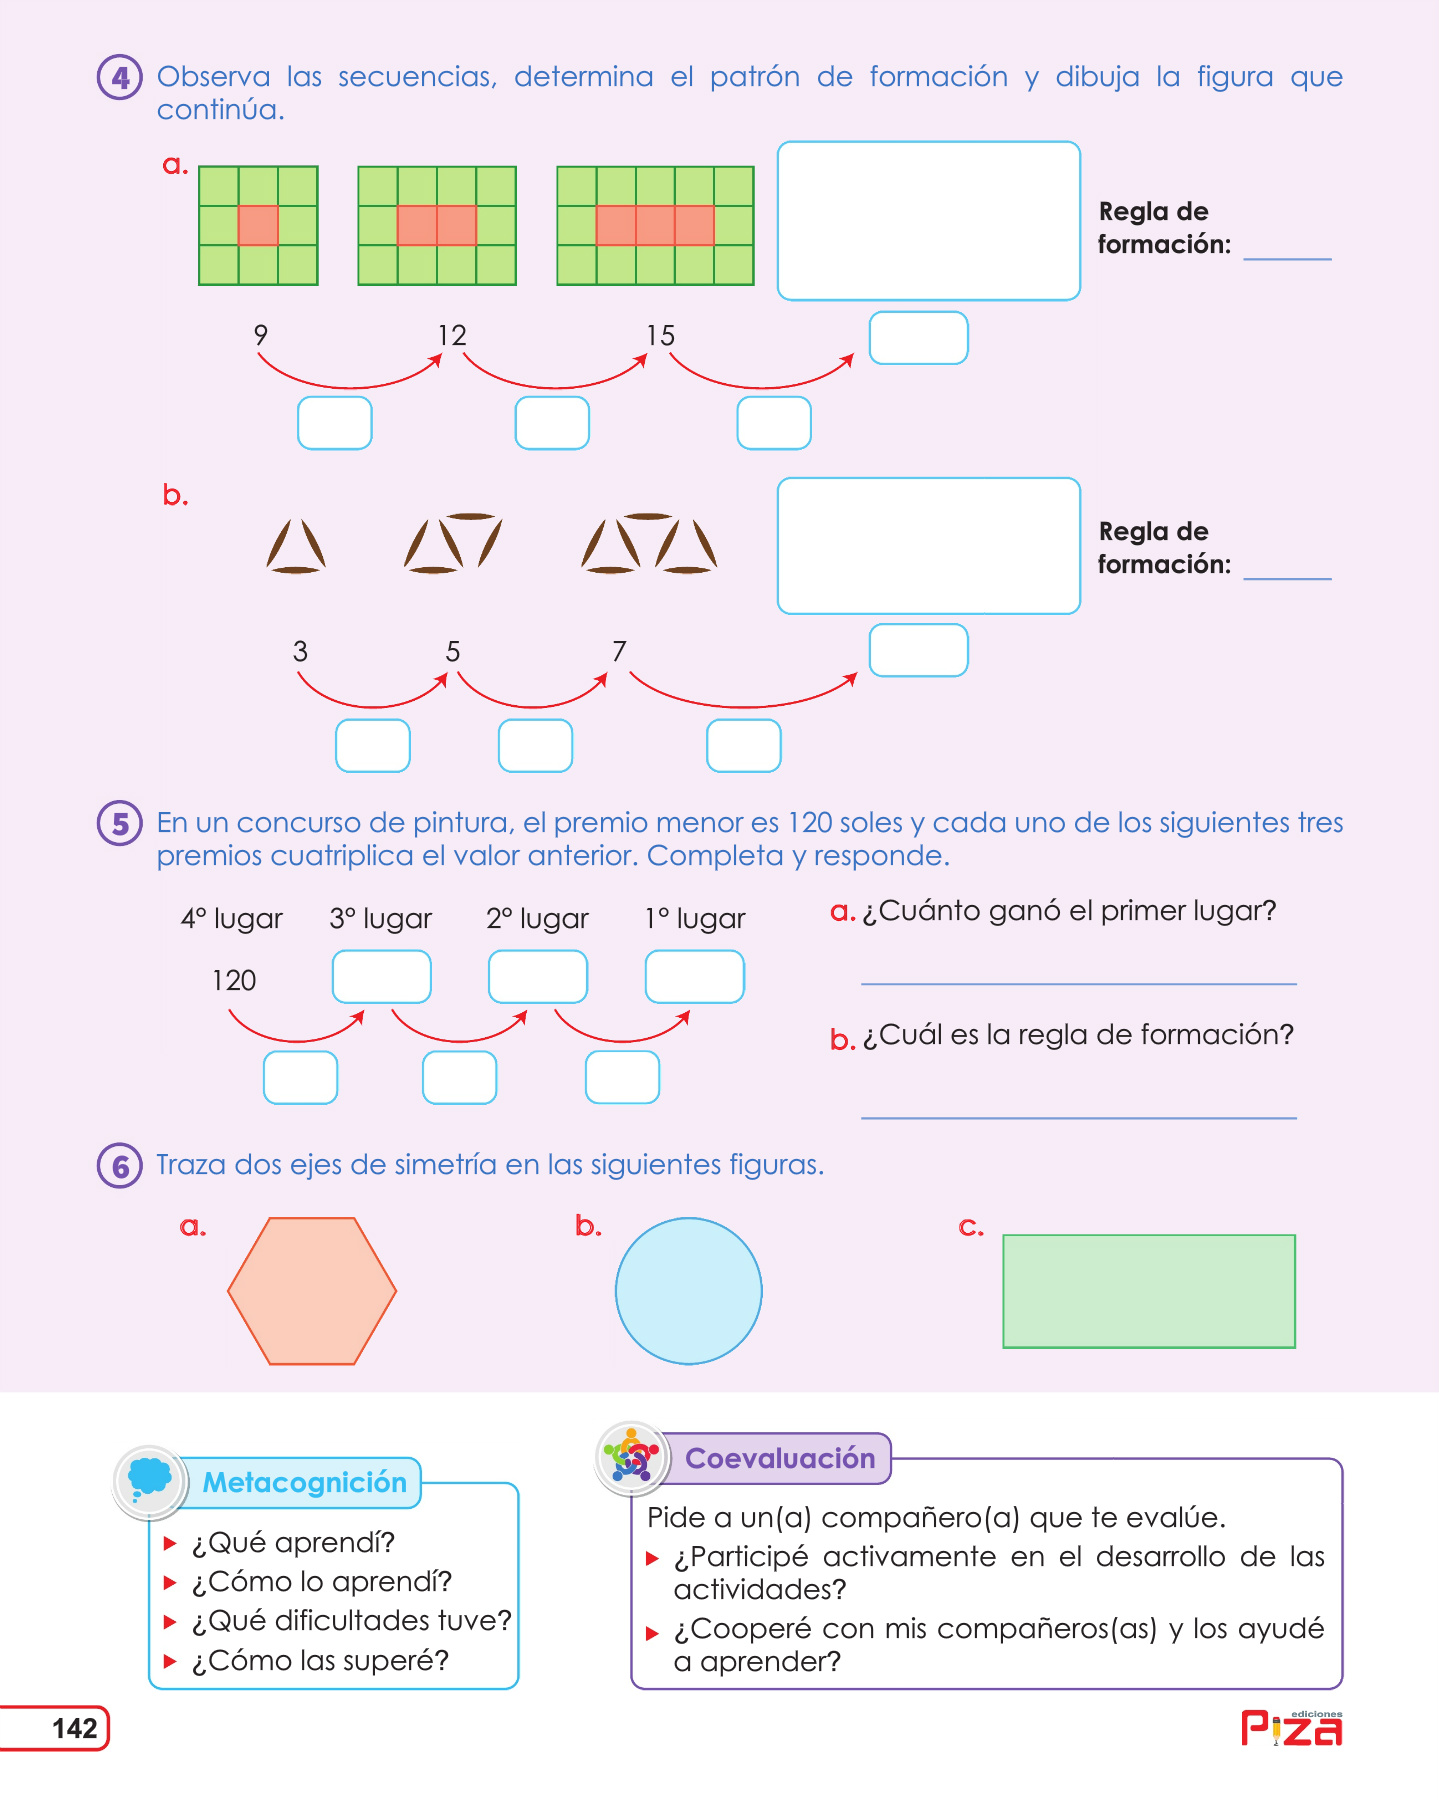 4 Observa las secuencias, determina el patrón de formación y dibuja la figura que
continúa.
a.
Regla de
formación:
9 12 15
b.
Regla de
formación:
3 5 7
5 En un concurso de pintura, el premio menor es 120 soles y cada uno de los siguientes tres
premios cuatriplica el valor anterior. Completa y responde.
4° lugar 3° lugar 2° lugar 1° lugar
120
a. ¿Cuánto ganó el primer lugar?
b. ¿Cuál es la regla de formación?
6 Traza dos ejes de simetría en las siguientes figuras.
a. b. c.
Metacognición
¿Qué aprendí?
¿Cómo lo aprendí?
¿Qué dificultades tuve?
¿Cómo las superé?
Coevaluación
Pide a un(a) compañero(a) que te evalúe.
¿Participé activamente en el desarrollo de las
actividades?
¿Cooperé con mis compañeros(as) y los ayudé
a aprender?
142
ediciones
Piza